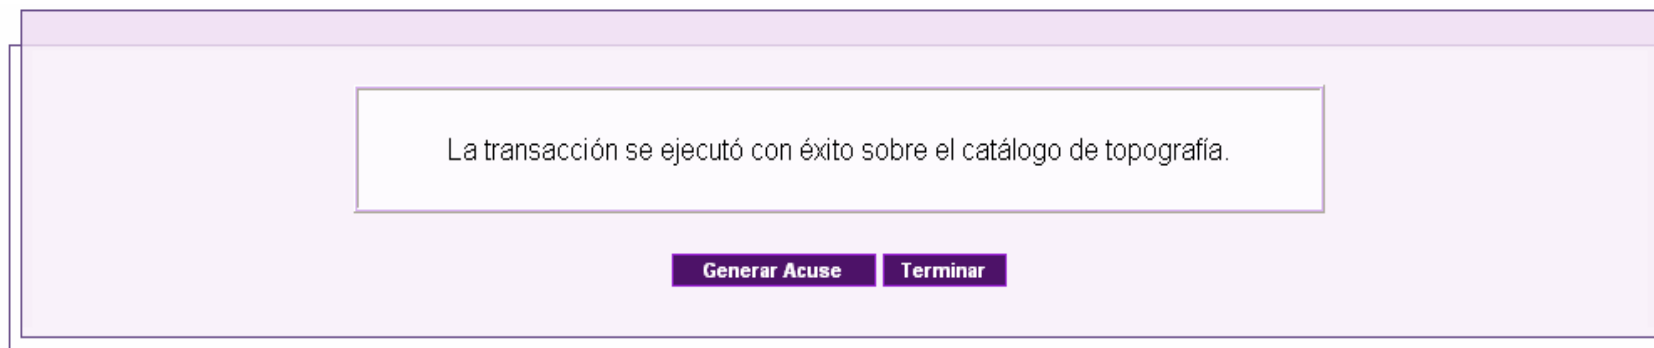 La transacción se ejecutó con éxito sobre el catálogo de topografía.
Generar Acuse Terminar